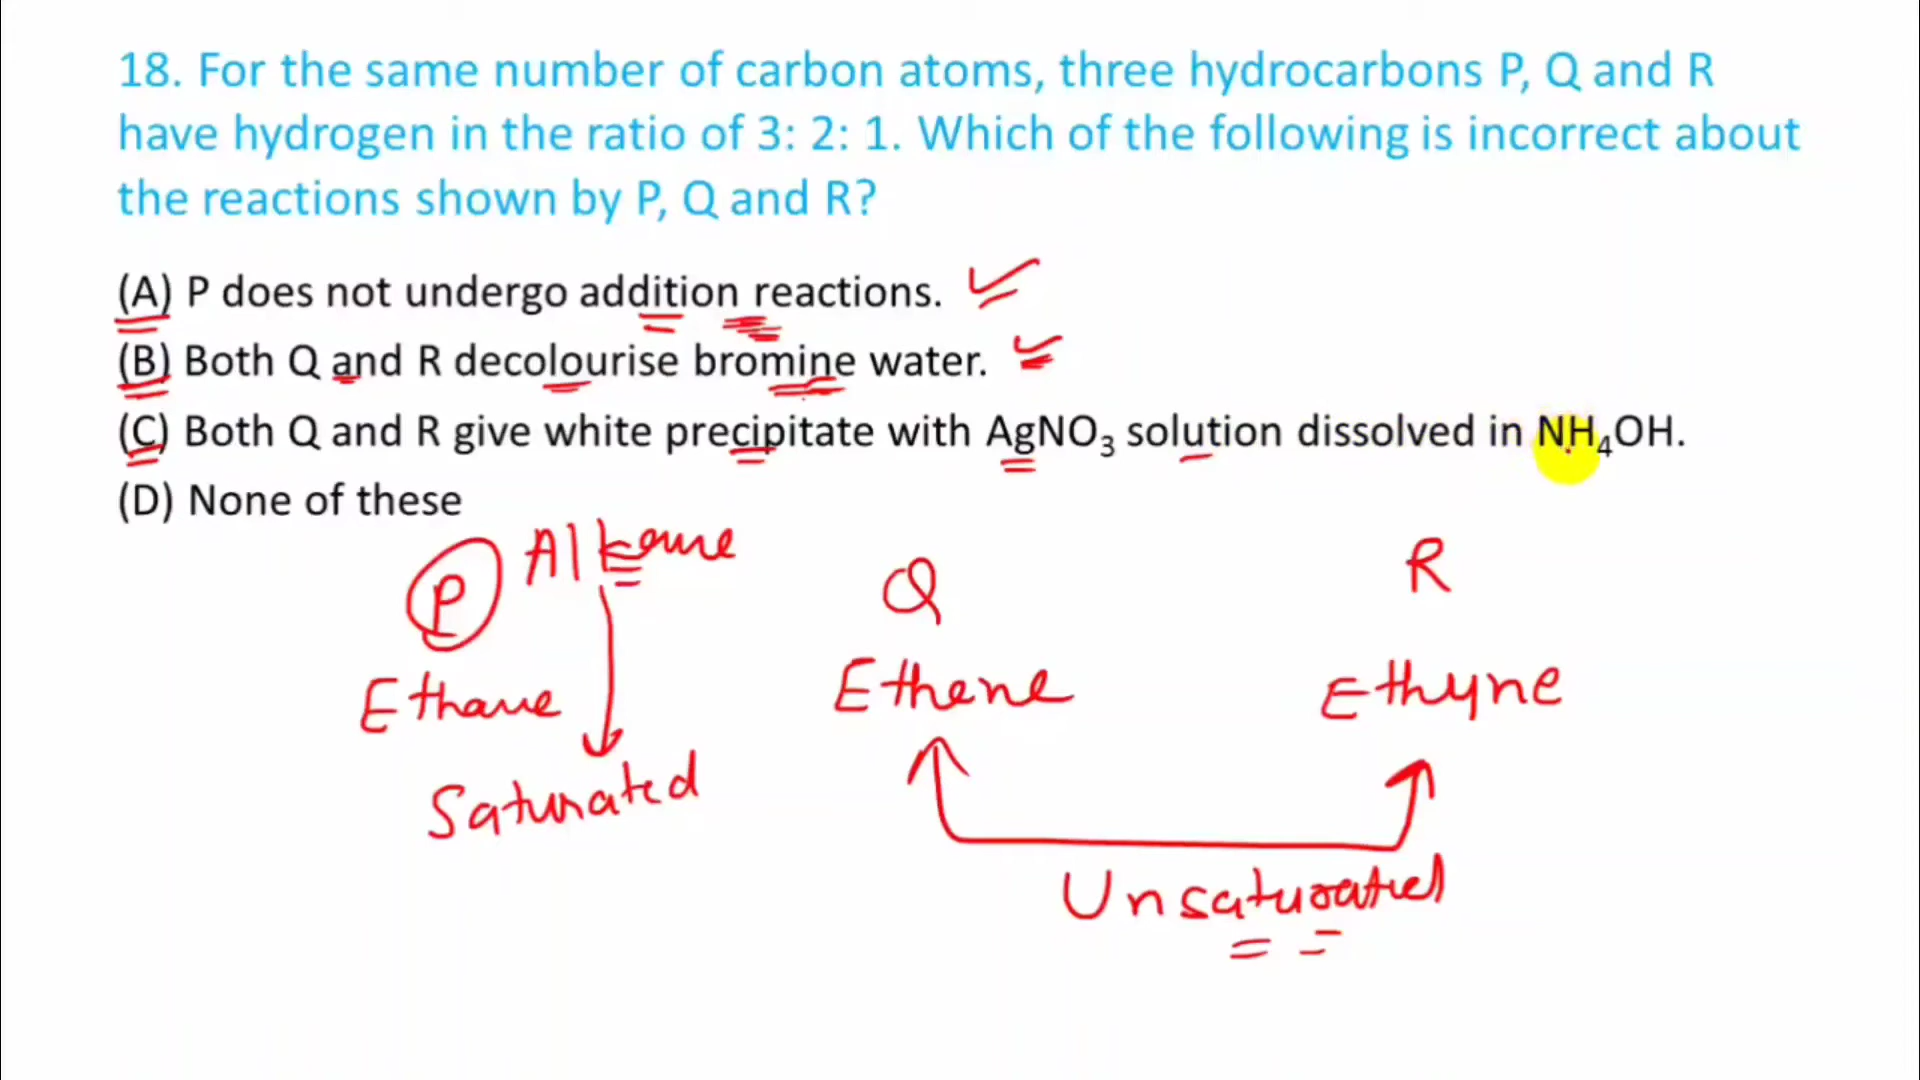 18. For the same number of carbon atoms, three hydrocarbons P, Q and R
have hydrogen in the ratio of 3: 2: 1. Which of the following is incorrect about
the reactions shown by P, Q and R?
(A) P does not undergo addition reactions.
(B) Both Q and R decolourise bromine water.
(C) Both Q and R give white precipitate with AgNO₃ solution dissolved in NH₄OH.
(D) None of these
P Alkane Q R
Ethane Ethene Ethyne
Saturated
Unsaturated